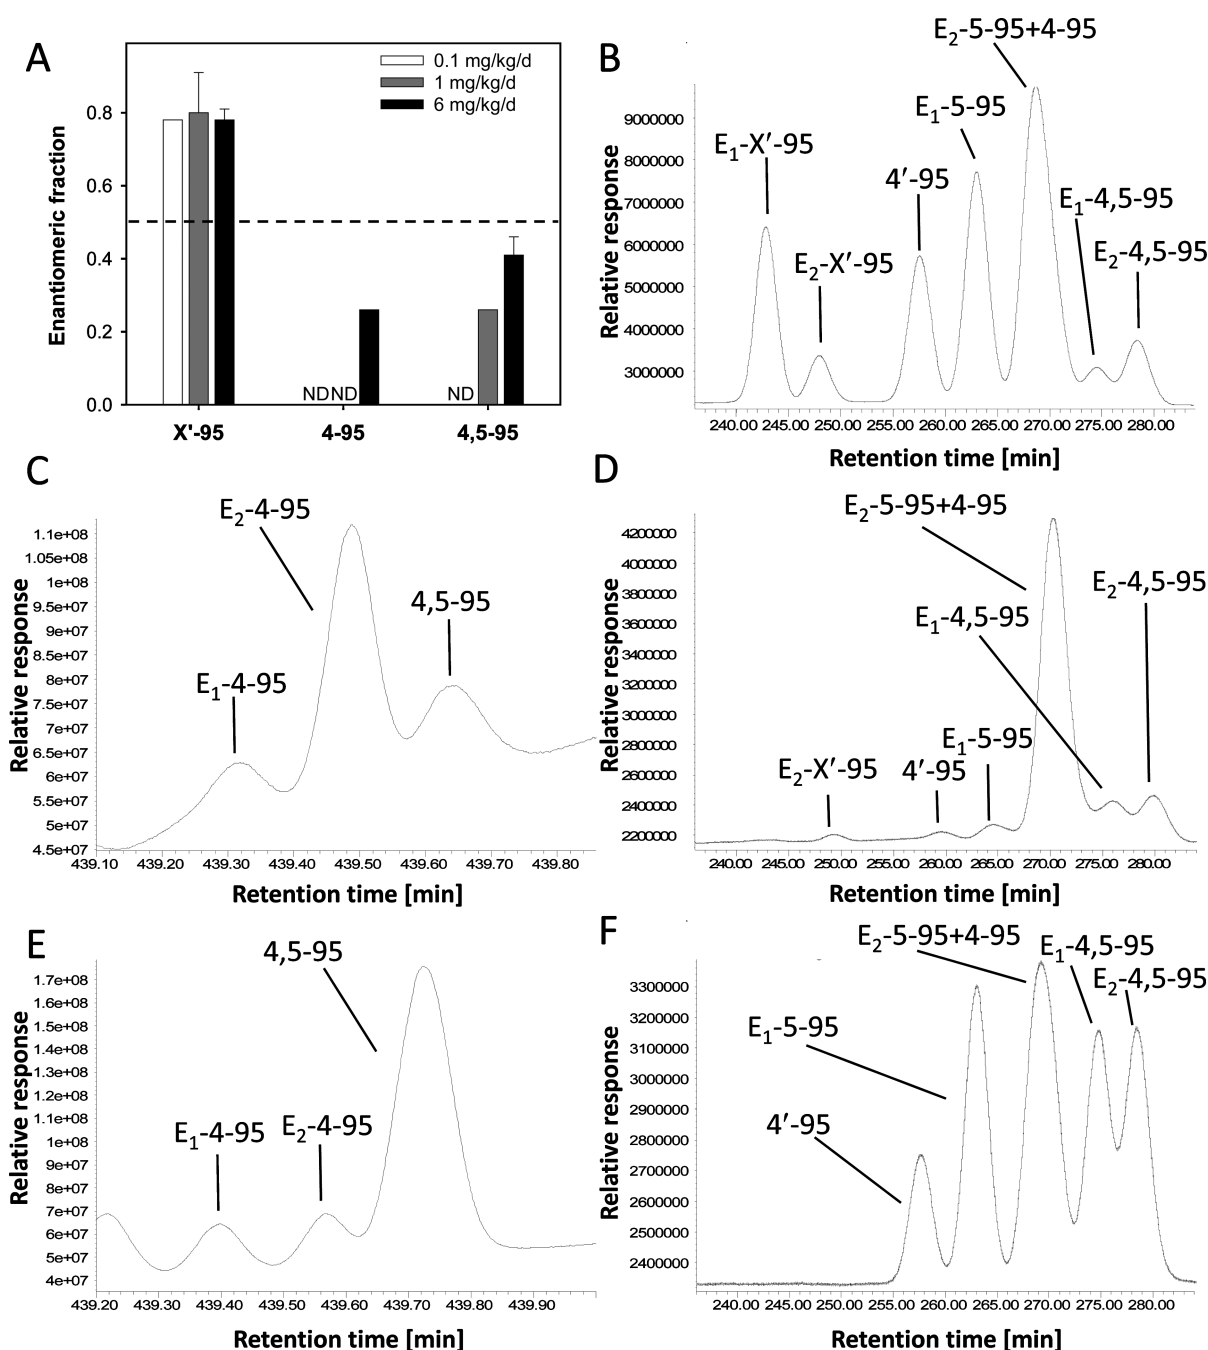 A
0.1 mg/kg/d
1 mg/kg/d
6 mg/kg/d
Enantiomeric fraction
0.8
0.6
0.4
0.2
0.0
NDND
ND
X'-95
4-95
4,5-95
B
E2-5-95+4-95
E1-5-95
E1-X′-95
4′-95
E1-4,5-95
E2-X′-95
E2-4,5-95
Relative response
9000000
8000000
7000000
6000000
5000000
4000000
3000000
240.00 245.00 250.00 255.00 260.00 265.00 270.00 275.00 280.00
Retention time [min]
C
E2-4-95
4,5-95
E1-4-95
Relative response
1.1e+08
1.05e+08
1e+08
9.5e+07
9e+07
8.5e+07
8e+07
7.5e+07
7e+07
6.5e+07
6e+07
5.5e+07
5e+07
4.5e+07
439.10 439.20 439.30 439.40 439.50 439.60 439.70 439.80
Retention time [min]
D
E2-5-95+4-95
E2-4,5-95
E1-4,5-95
E1-5-95
E2-X′-95
4′-95
Relative response
4200000
4000000
3800000
3600000
3400000
3200000
3000000
2800000
2600000
2400000
2200000
240.00 245.00 250.00 255.00 260.00 265.00 270.00 275.00 280.00
Retention time [min]
E
4,5-95
E1-4-95
E2-4-95
Relative response
1.7e+08
1.6e+08
1.5e+08
1.4e+08
1.3e+08
1.2e+08
1.1e+08
1e+08
9e+07
8e+07
7e+07
6e+07
5e+07
4e+07
439.20 439.30 439.40 439.50 439.60 439.70 439.80 439.90
Retention time [min]
F
E2-5-95+4-95
E1-4,5-95
E2-4,5-95
E1-5-95
4′-95
Relative response
3300000
3200000
3100000
3000000
2900000
2800000
2700000
2600000
2500000
2400000
240.00 245.00 250.00 255.00 260.00 265.00 270.00 275.00 280.00
Retention time [min]